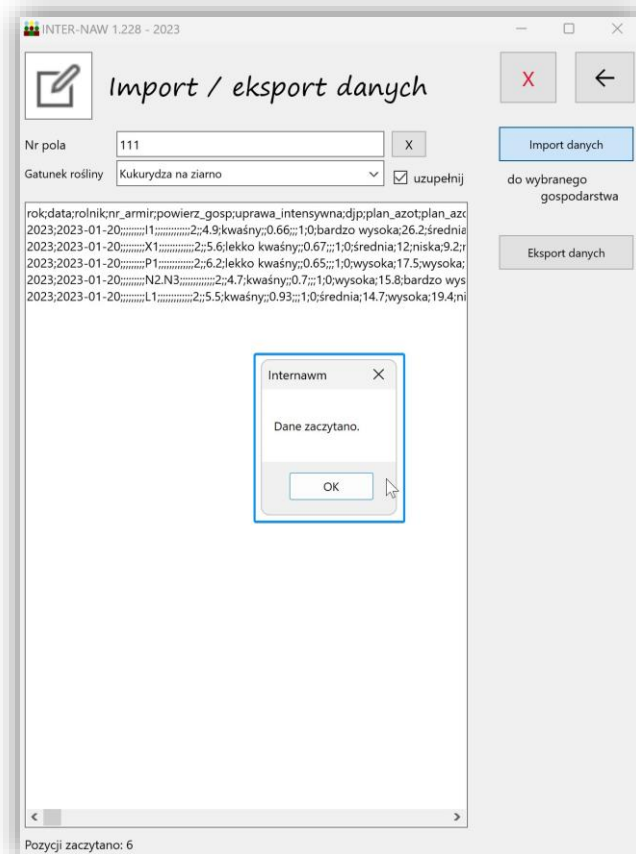 INTER-NAW 1.228 - 2023
Import / eksport danych
X
Nr pola 111 X
Import danych
Gatunek rośliny Kukurydza na ziarno uzupełnij
do wybranego
gospodarstwa
rok;data;rolnik;nr_armir;powierz_gosp;uprawa_intensywna;djp;plan_azot;plan_azo
2023;2023-01-20;;;;;;;;;I1;;;;;;;;;;;;;2;;4.9;kwaśny;;0.66;;;1;0;bardzo wysoka;26.2;średnia
2023;2023-01-20;;;;;;;;;X1;;;;;;;;;;;;;2;;5.6;lekko kwaśny;;0.67;;;1;0;średnia;12;niska;9.2;r
2023;2023-01-20;;;;;;;;;P1;;;;;;;;;;;;;2;;6.2;lekko kwaśny;;0.65;;;1;0;wysoka;17.5;wysoka;
2023;2023-01-20;;;;;;;;;N2.N3;;;;;;;;;;;;;2;;4.7;kwaśny;;0.7;;;1;0;wysoka;15.8;bardzo wys
2023;2023-01-20;;;;;;;;;L1;;;;;;;;;;;;;2;;5.5;kwaśny;;0.93;;;1;0;średnia;14.7;wysoka;19.4;ni
Eksport danych
Internawm
Dane zaczytano.
OK
Pozycji zaczytano: 6